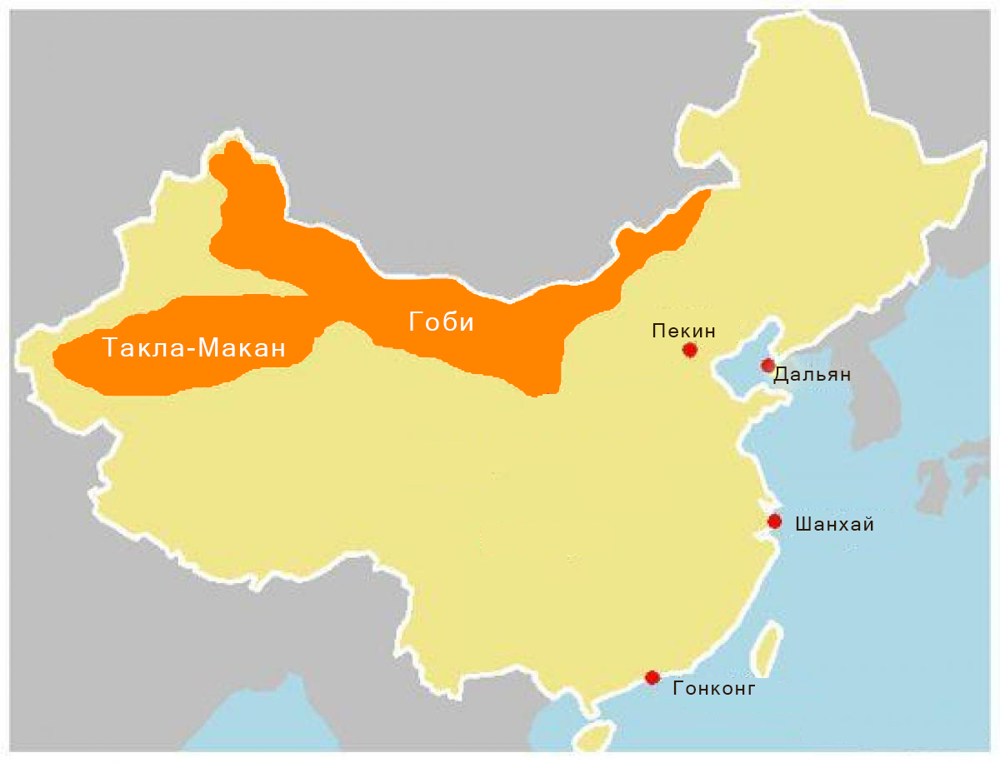 Гоби
Такла-Макан
Пекин
Дальян
Шанхай
Гонконг